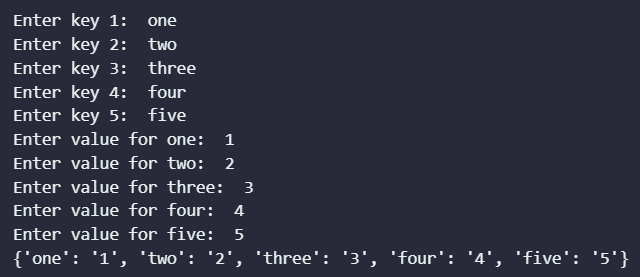 Enter key 1:  one
Enter key 2:  two
Enter key 3:  three
Enter key 4:  four
Enter key 5:  five
Enter value for one:  1
Enter value for two:  2
Enter value for three:  3
Enter value for four:  4
Enter value for five:  5
{'one': '1', 'two': '2', 'three': '3', 'four': '4', 'five': '5'}